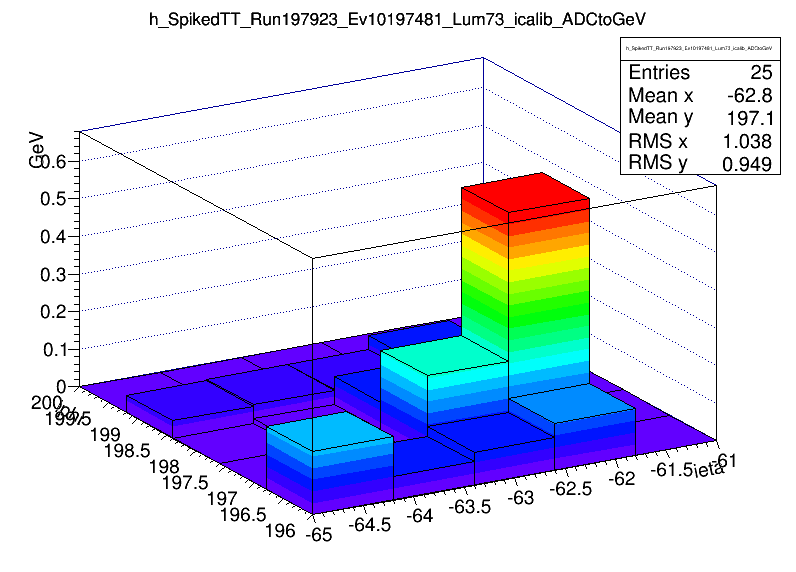 h_SpikedTT_Run197923_Ev10197481_Lum73_icalib_ADCtoGeV
h_SpikedTT_Run197923_Ev10197481_Lum73_icalib_ADCtoGeV
Entries 25
Mean x -62.8
Mean y 197.1
RMS x 1.038
RMS y 0.949
GeV
0.6
0.5
0.4
0.3
0.2
0.1
0
200
199.5
199
198.5
198
197.5
197
196.5
196
-65
-64.5
-64
-63.5
-63
-62.5
-62
-61.5
-61
ieta